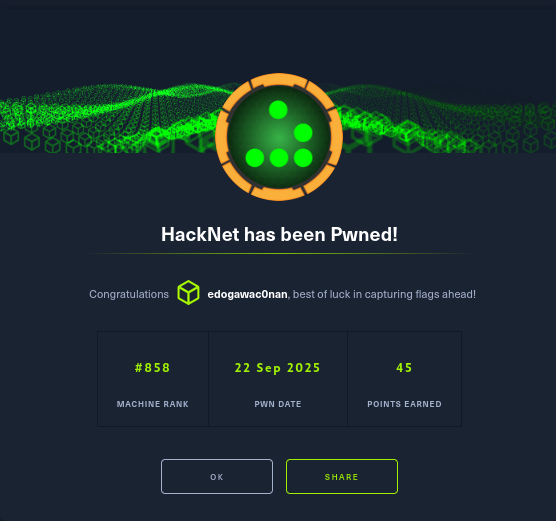 HackNet has been Pwned!
Congratulations edogawac0nan, best of luck in capturing flags ahead!
#858 22 Sep 2025 45
MACHINE RANK PWN DATE POINTS EARNED
OK SHARE